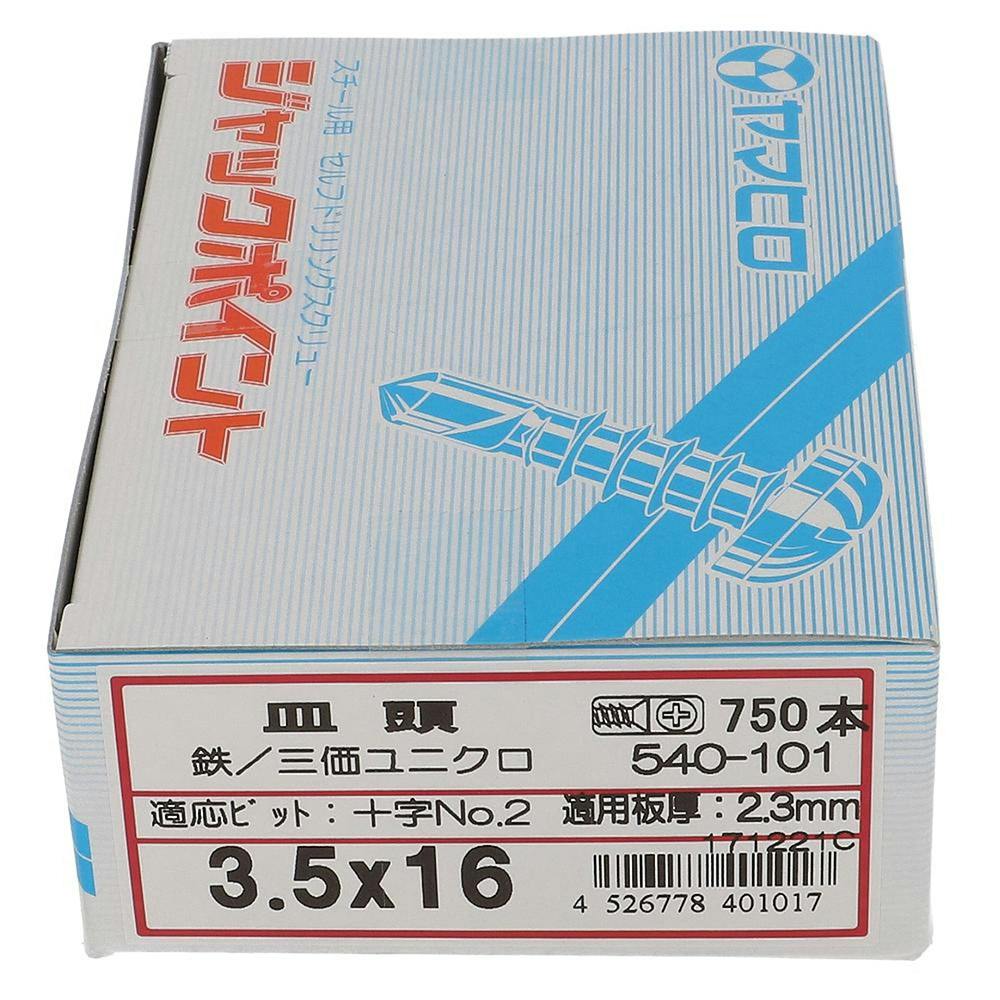 ヤマヒロ
スチール用 セルフドリリングスクリュー
ジャックポイント
皿頭 750本
鉄/三価ユニクロ 540-101
適応ビット:十字No.2 適用板厚:2.3mm
171221C
3.5x16
4 526778 401017